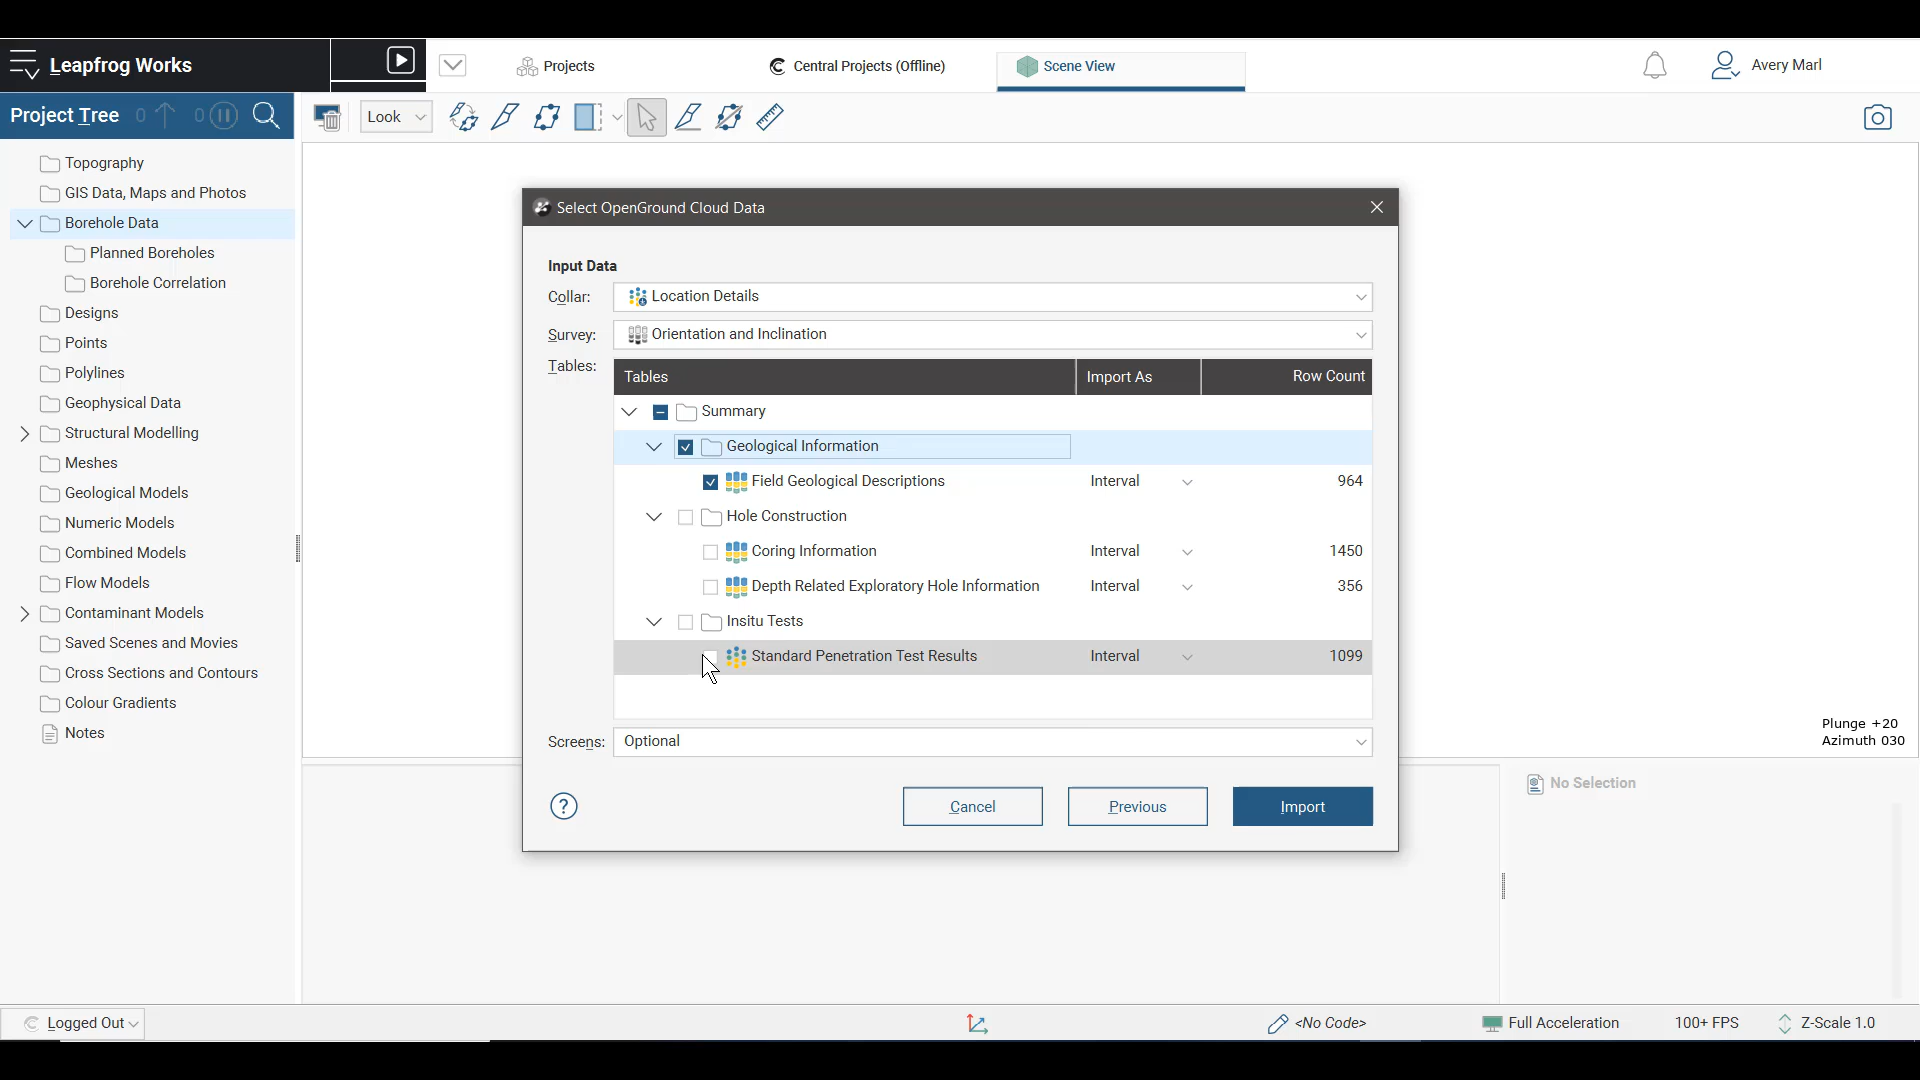 Leapfrog Works
Projects
Central Projects (Offline)
Scene View
Avery Marl
Project Tree
0
0
Look
Topography
GIS Data, Maps and Photos
Borehole Data
Planned Boreholes
Borehole Correlation
Designs
Points
Polylines
Geophysical Data
Structural Modelling
Meshes
Geological Models
Numeric Models
Combined Models
Flow Models
Contaminant Models
Saved Scenes and Movies
Cross Sections and Contours
Colour Gradients
Notes
Select OpenGround Cloud Data
Input Data
Collar: Location Details
Survey: Orientation and Inclination
Tables:
Tables Import As Row Count
Summary
Geological Information
Field Geological Descriptions Interval 964
Hole Construction
Coring Information Interval 1450
Depth Related Exploratory Hole Information Interval 356
Insitu Tests
Standard Penetration Test Results Interval 1099
Screens: Optional
? Cancel Previous Import
Plunge +20
Azimuth 030
No Selection
Logged Out
<No Code>
Full Acceleration
100+ FPS
Z-Scale 1.0